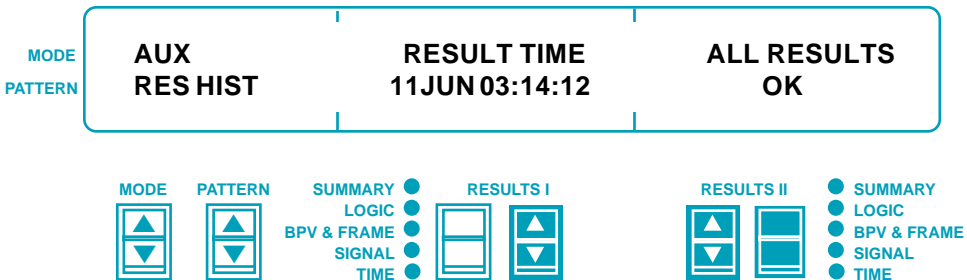 MODE AUX RESULT TIME ALL RESULTS
PATTERN RES HIST 11JUN 03:14:12 OK
MODE PATTERN SUMMARY RESULTS I RESULTS II SUMMARY
LOGIC LOGIC
BPV & FRAME BPV & FRAME
SIGNAL SIGNAL
TIME TIME